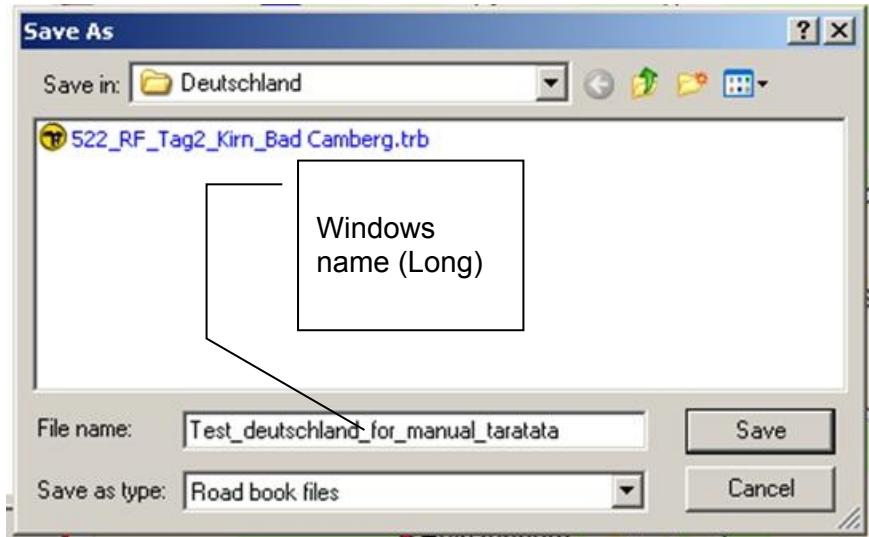 Save As
Save in: Deutschland
522_RF_Tag2_Kirn_Bad Camberg.trb
Windows
name (Long)
File name: Test_deutschland_for_manual_taratata Save
Save as type: Road book files Cancel